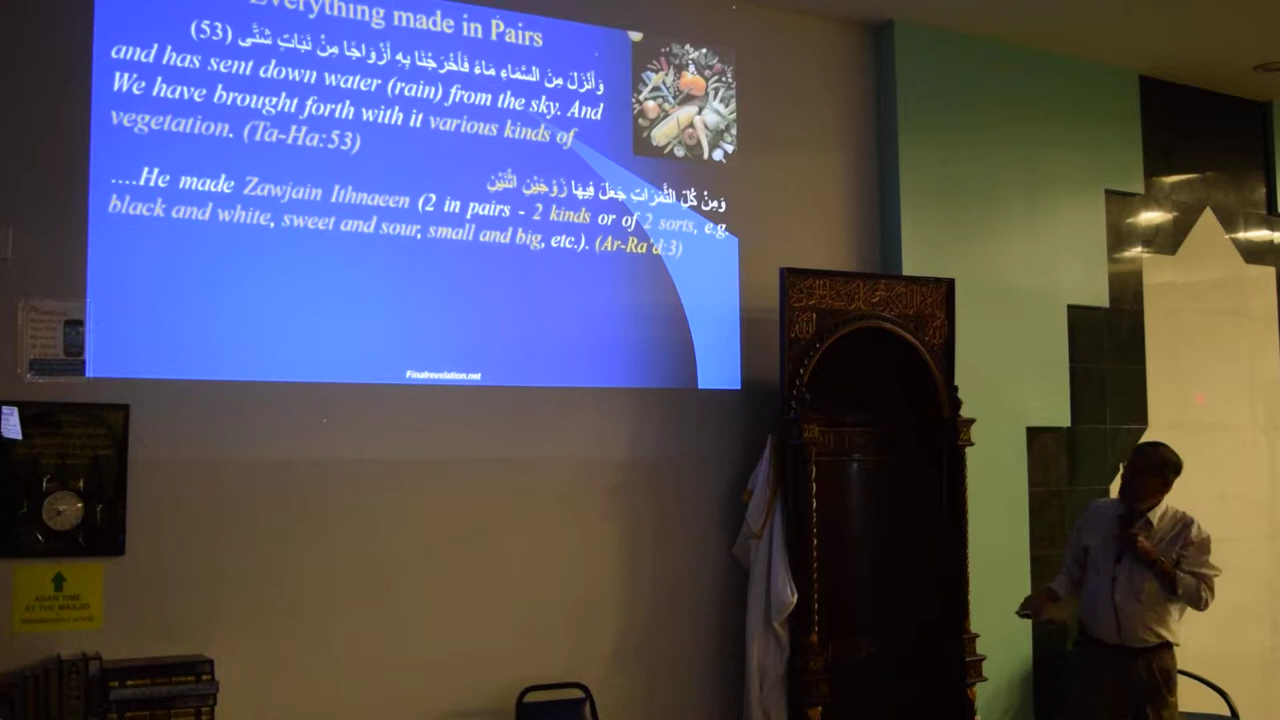 Everything made in Pairs
وَأَنْزَلَ مِنَ السَّمَاءِ مَاءً فَأَخْرَجْنَا بِهِ أَزْوَاجًا مِنْ نَبَاتٍ شَتَّى (53)
and has sent down water (rain) from the sky. And
We have brought forth with it various kinds of
vegetation. (Ta-Ha:53)
وَمِنْ كُلِّ الثَّمَرَاتِ جَعَلَ فِيهَا زَوْجَيْنِ اثْنَيْنِ
....He made Zawjain Ithnaeen (2 in pairs - 2 kinds or of 2 sorts, e.g.
black and white, sweet and sour, small and big, etc.). (Ar-Ra'd:3)
Finalrevelation.net
ADAN TIME
AT THE MASJID